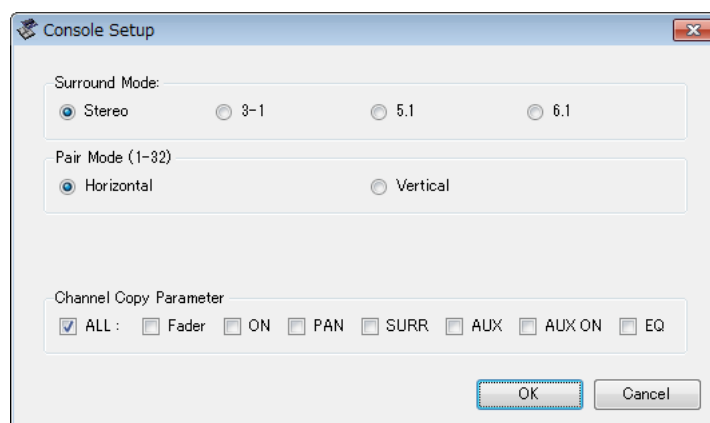 Console Setup
Surround Mode:
Stereo 3-1 5.1 6.1
Pair Mode (1-32)
Horizontal Vertical
Channel Copy Parameter
ALL : Fader ON PAN SURR AUX AUX ON EQ
OK Cancel